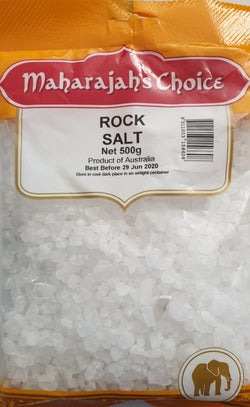 Maharajah's Choice
ROCK
SALT
Net 500g
Product of Australia
Best Before 29 Jun 2020
Store in cool dark place in an airtight container